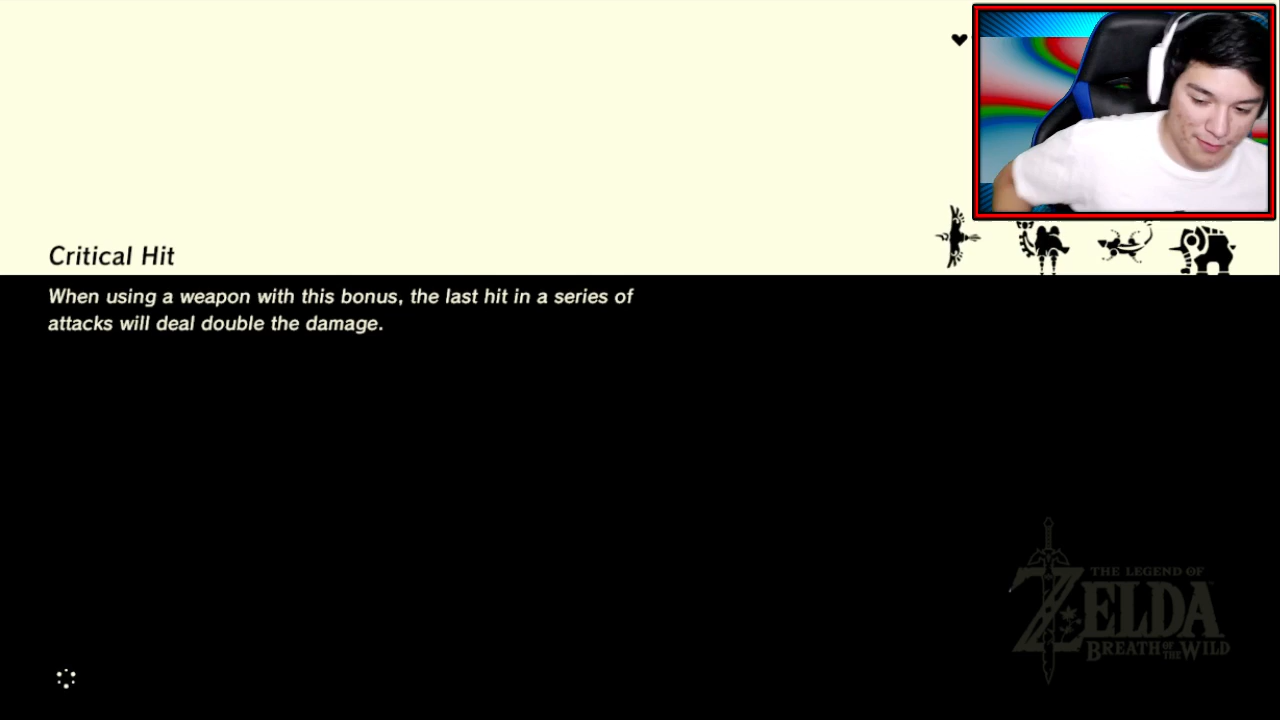 Critical Hit
When using a weapon with this bonus, the last hit in a series of
attacks will deal double the damage.
THE LEGEND OF
ZELDA
BREATH OF THE WILD